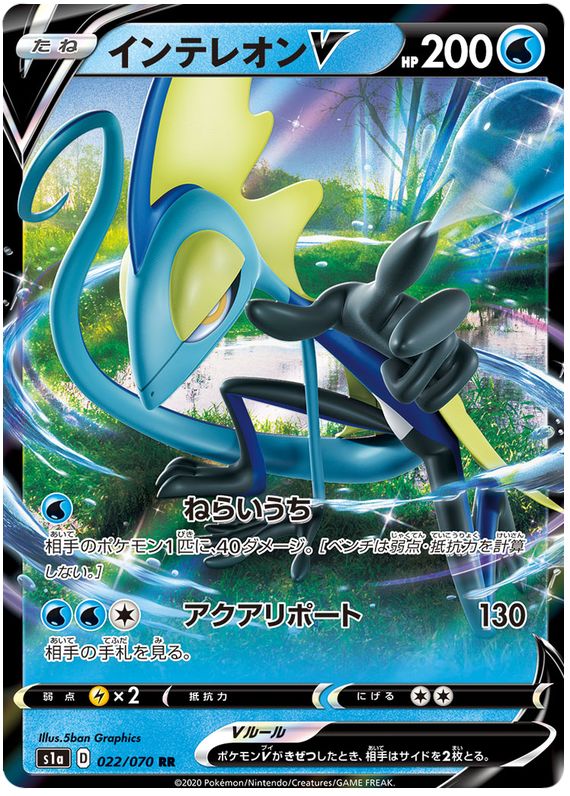 たね インテレオンV HP200
ねらいうち
相手のポケモン1匹に、40ダメージ。[ベンチは弱点・抵抗力を計算
しない。]
アクアリポート 130
相手の手札を見る。
弱点 ×2 抵抗力 にげる
Illus.5ban Graphics
Vルール
s1a D 022/070 RR
ポケモンVがきぜつしたとき、相手はサイドを2枚とる。
©2020 Pokémon/Nintendo/Creatures/GAME FREAK.